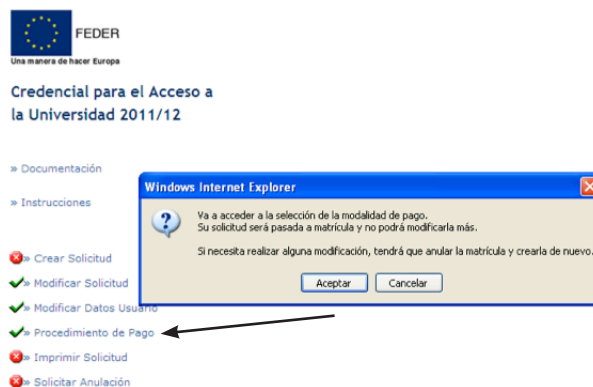 FEDER
Una manera de hacer Europa
Credencial para el Acceso a
la Universidad 2011/12
» Documentación
» Instrucciones
Windows Internet Explorer
Va a acceder a la selección de la modalidad de pago.
Su solicitud será pasada a matrícula y no podrá modificarla más.
Si necesita realizar alguna modificación, tendrá que anular la matrícula y crearla de nuevo.
Aceptar Cancelar
» Crear Solicitud
» Modificar Solicitud
» Modificar Datos Usuario
» Procedimiento de Pago
» Imprimir Solicitud
» Solicitar Anulación